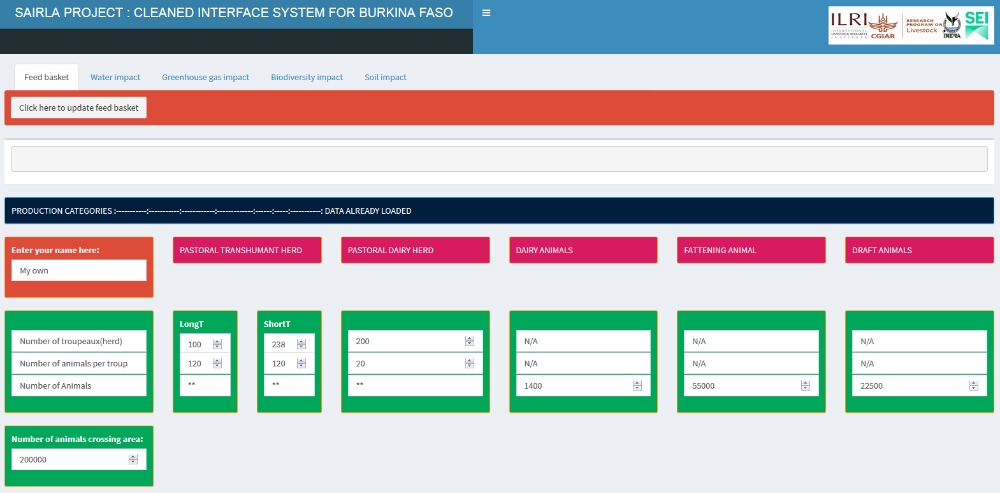 SAIRLA PROJECT : CLEANED INTERFACE SYSTEM FOR BURKINA FASO
ILRI
INTERNATIONAL
LIVESTOCK RESEARCH
INSTITUTE
CGIAR
RESEARCH
PROGRAM ON
Livestock
INERA
SEI
Feed basket
Water impact
Greenhouse gas impact
Biodiversity impact
Soil impact
Click here to update feed basket
PRODUCTION CATEGORIES :-----------:-----------:------------:-------------:------:-----:-----------: DATA ALREADY LOADED
Enter your name here:
My own
PASTORAL TRANSHUMANT HERD
PASTORAL DAIRY HERD
DAIRY ANIMALS
FATTENING ANIMAL
DRAFT ANIMALS
LongT
ShortT
Number of troupeaux(herd)
100
238
200
N/A
N/A
N/A
Number of animals per troup
120
120
20
N/A
N/A
N/A
Number of Animals
**
**
**
1400
55000
22500
Number of animals crossing area:
200000